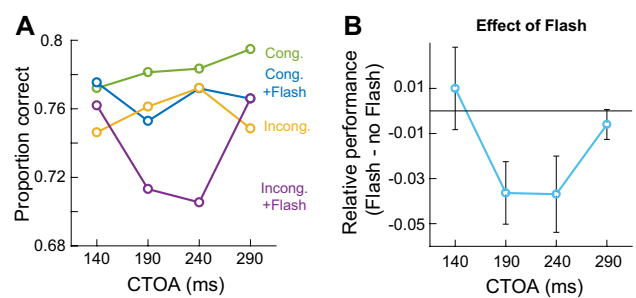 A
0.8
0.76
0.72
0.68
Proportion correct
140 190 240 290
CTOA (ms)
Cong.
Cong.
+Flash
Incong.
Incong.
+Flash
B
Effect of Flash
0.01
-0.01
-0.03
-0.05
Relative performance
(Flash - no Flash)
140 190 240 290
CTOA (ms)